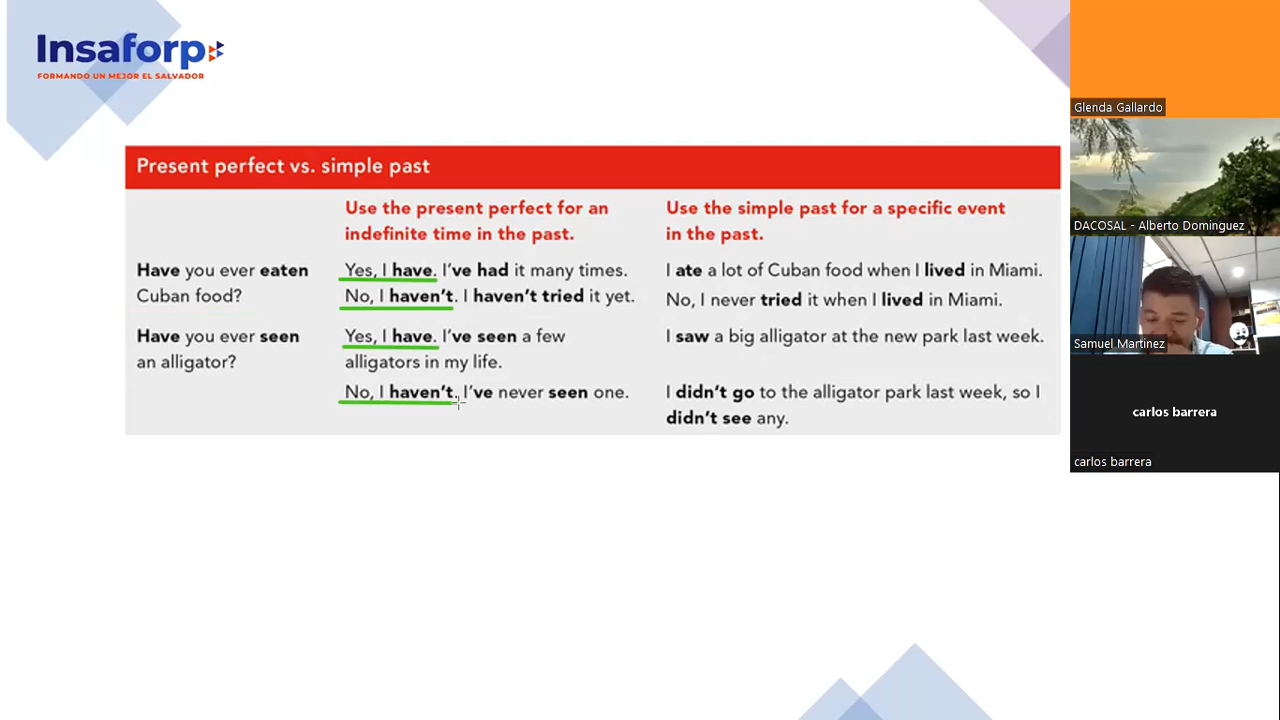 Insaforp
FORMANDO UN MEJOR EL SALVADOR
Present perfect vs. simple past
Use the present perfect for an
indefinite time in the past.
Use the simple past for a specific event
in the past.
Have you ever eaten
Cuban food?
Yes, I have. I've had it many times.
No, I haven't. I haven't tried it yet.
I ate a lot of Cuban food when I lived in Miami.
No, I never tried it when I lived in Miami.
Have you ever seen
an alligator?
Yes, I have. I've seen a few
alligators in my life.
No, I haven't. I've never seen one.
I saw a big alligator at the new park last week.
I didn't go to the alligator park last week, so I
didn't see any.
Glenda Gallardo
DACOSAL - Alberto Dominguez
Samuel Martinez
carlos barrera
carlos barrera